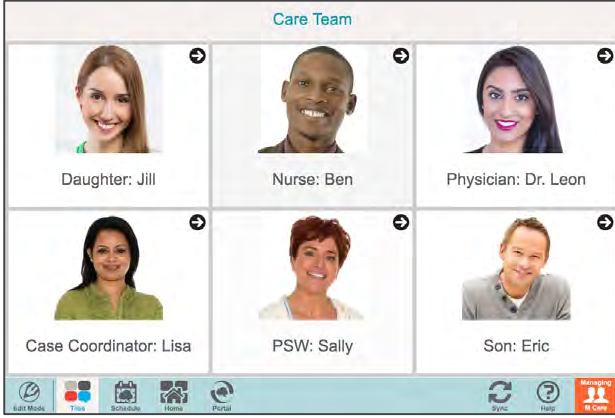 Care Team
Daughter: Jill
Nurse: Ben
Physician: Dr. Leon
Case Coordinator: Lisa
PSW: Sally
Son: Eric
Edit Mode
Tiles
Schedule
Home
Portal
Sync
Help
Managing
M Care